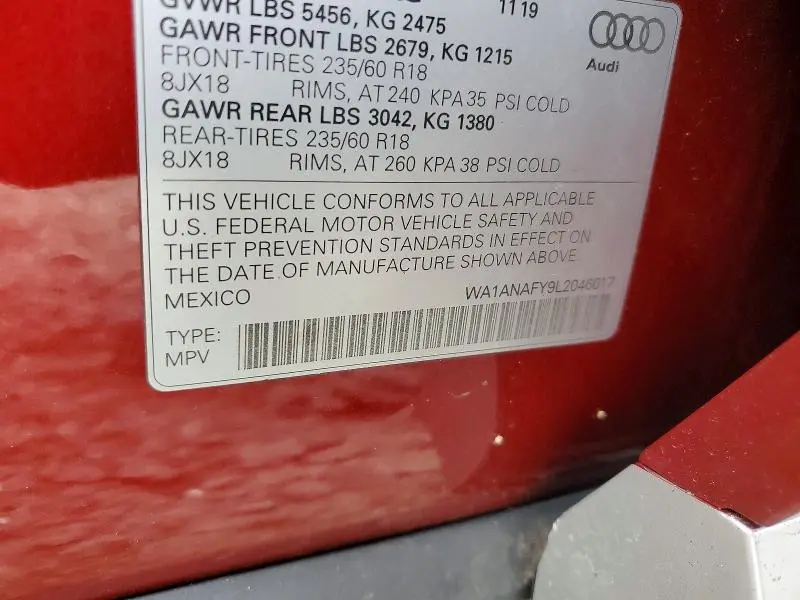 GVWR LBS 5456, KG 2475
11 19
GAWR FRONT LBS 2679, KG 1215
FRONT-TIRES 235/60 R18
8JX18 RIMS, AT 240 KPA 35 PSI COLD
Audi
GAWR REAR LBS 3042, KG 1380
REAR-TIRES 235/60 R18
8JX18 RIMS, AT 260 KPA 38 PSI COLD
THIS VEHICLE CONFORMS TO ALL APPLICABLE
U.S. FEDERAL MOTOR VEHICLE SAFETY AND
THEFT PREVENTION STANDARDS IN EFFECT ON
THE DATE OF MANUFACTURE SHOWN ABOVE.
MEXICO
WA1ANAFY9L2046017
TYPE:
MPV